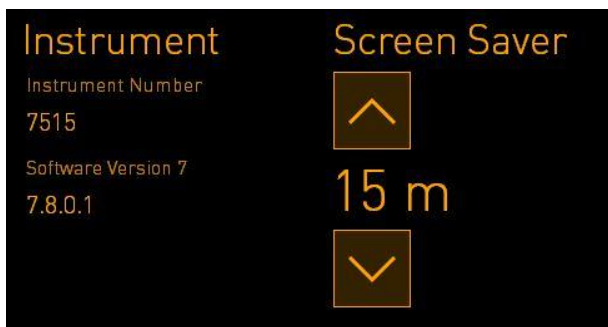 Instrument
Instrument Number
7515
Software Version 7
7.8.0.1
Screen Saver
15 m